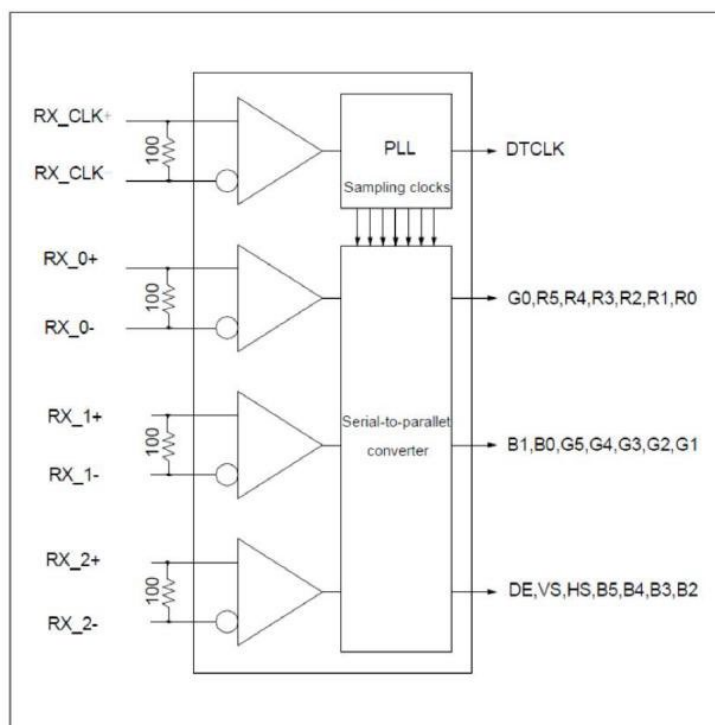 RX_CLK+
100
RX_CLK-
PLL
Sampling clocks
DTCLK
RX_0+
100
RX_0-
G0,R5,R4,R3,R2,R1,R0
RX_1+
100
RX_1-
Serial-to-parallet
converter
B1,B0,G5,G4,G3,G2,G1
RX_2+
100
RX_2-
DE,VS,HS,B5,B4,B3,B2